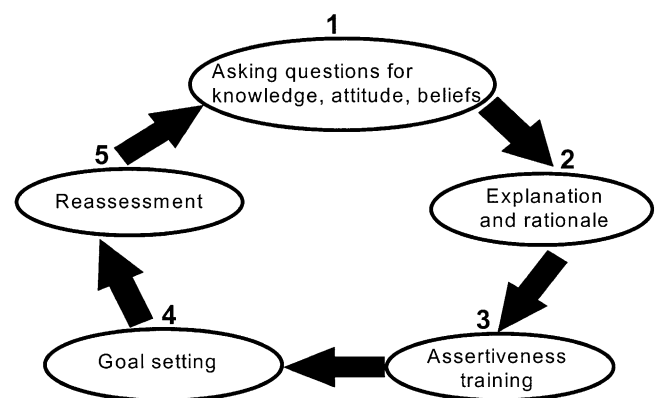 1
Asking questions for
knowledge, attitude, beliefs
2
Explanation
and rationale
3
Assertiveness
training
4
Goal setting
5
Reassessment